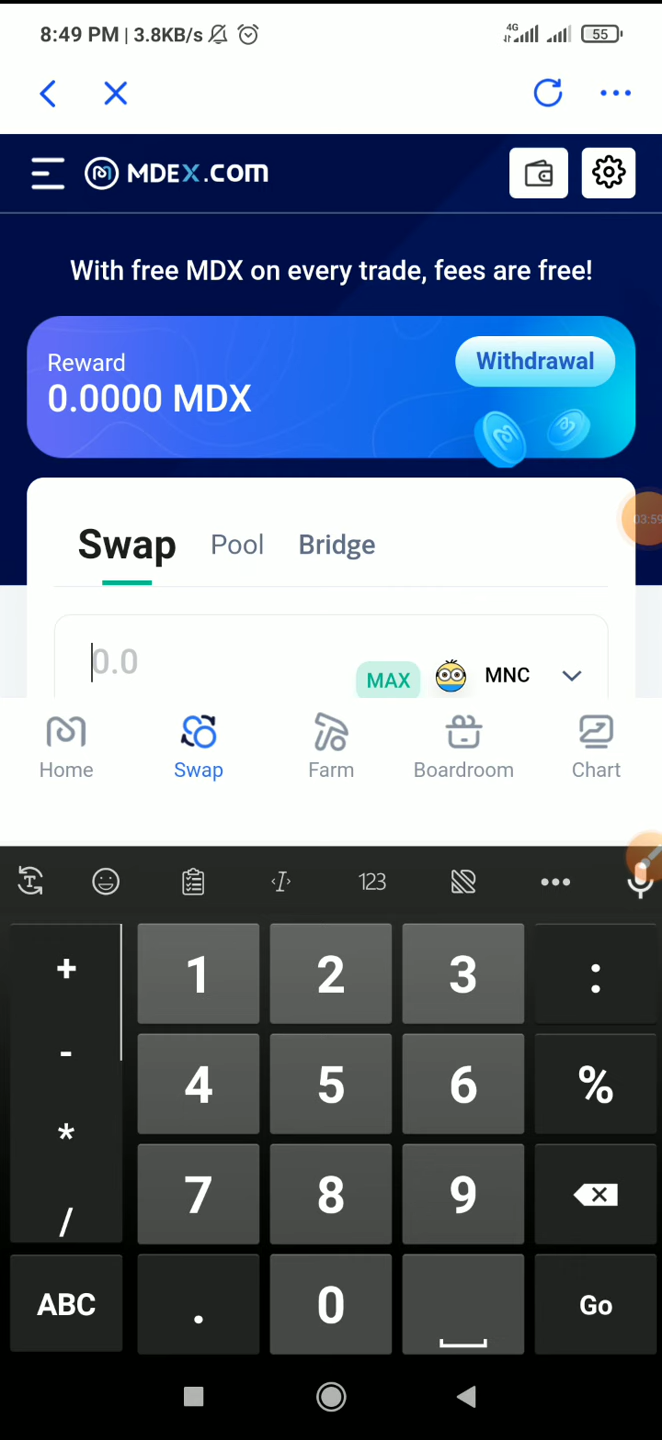 8:49 PM | 3.8KB/s 4G 55
MDEX.COM
With free MDX on every trade, fees are free!
Reward
Withdrawal
0.0000 MDX
03:59
Swap Pool Bridge
0.0 MAX MNC
Home Swap Farm Boardroom Chart
123
+ 1 2 3 :
- 4 5 6 %
* 7 8 9
/
ABC . 0 Go